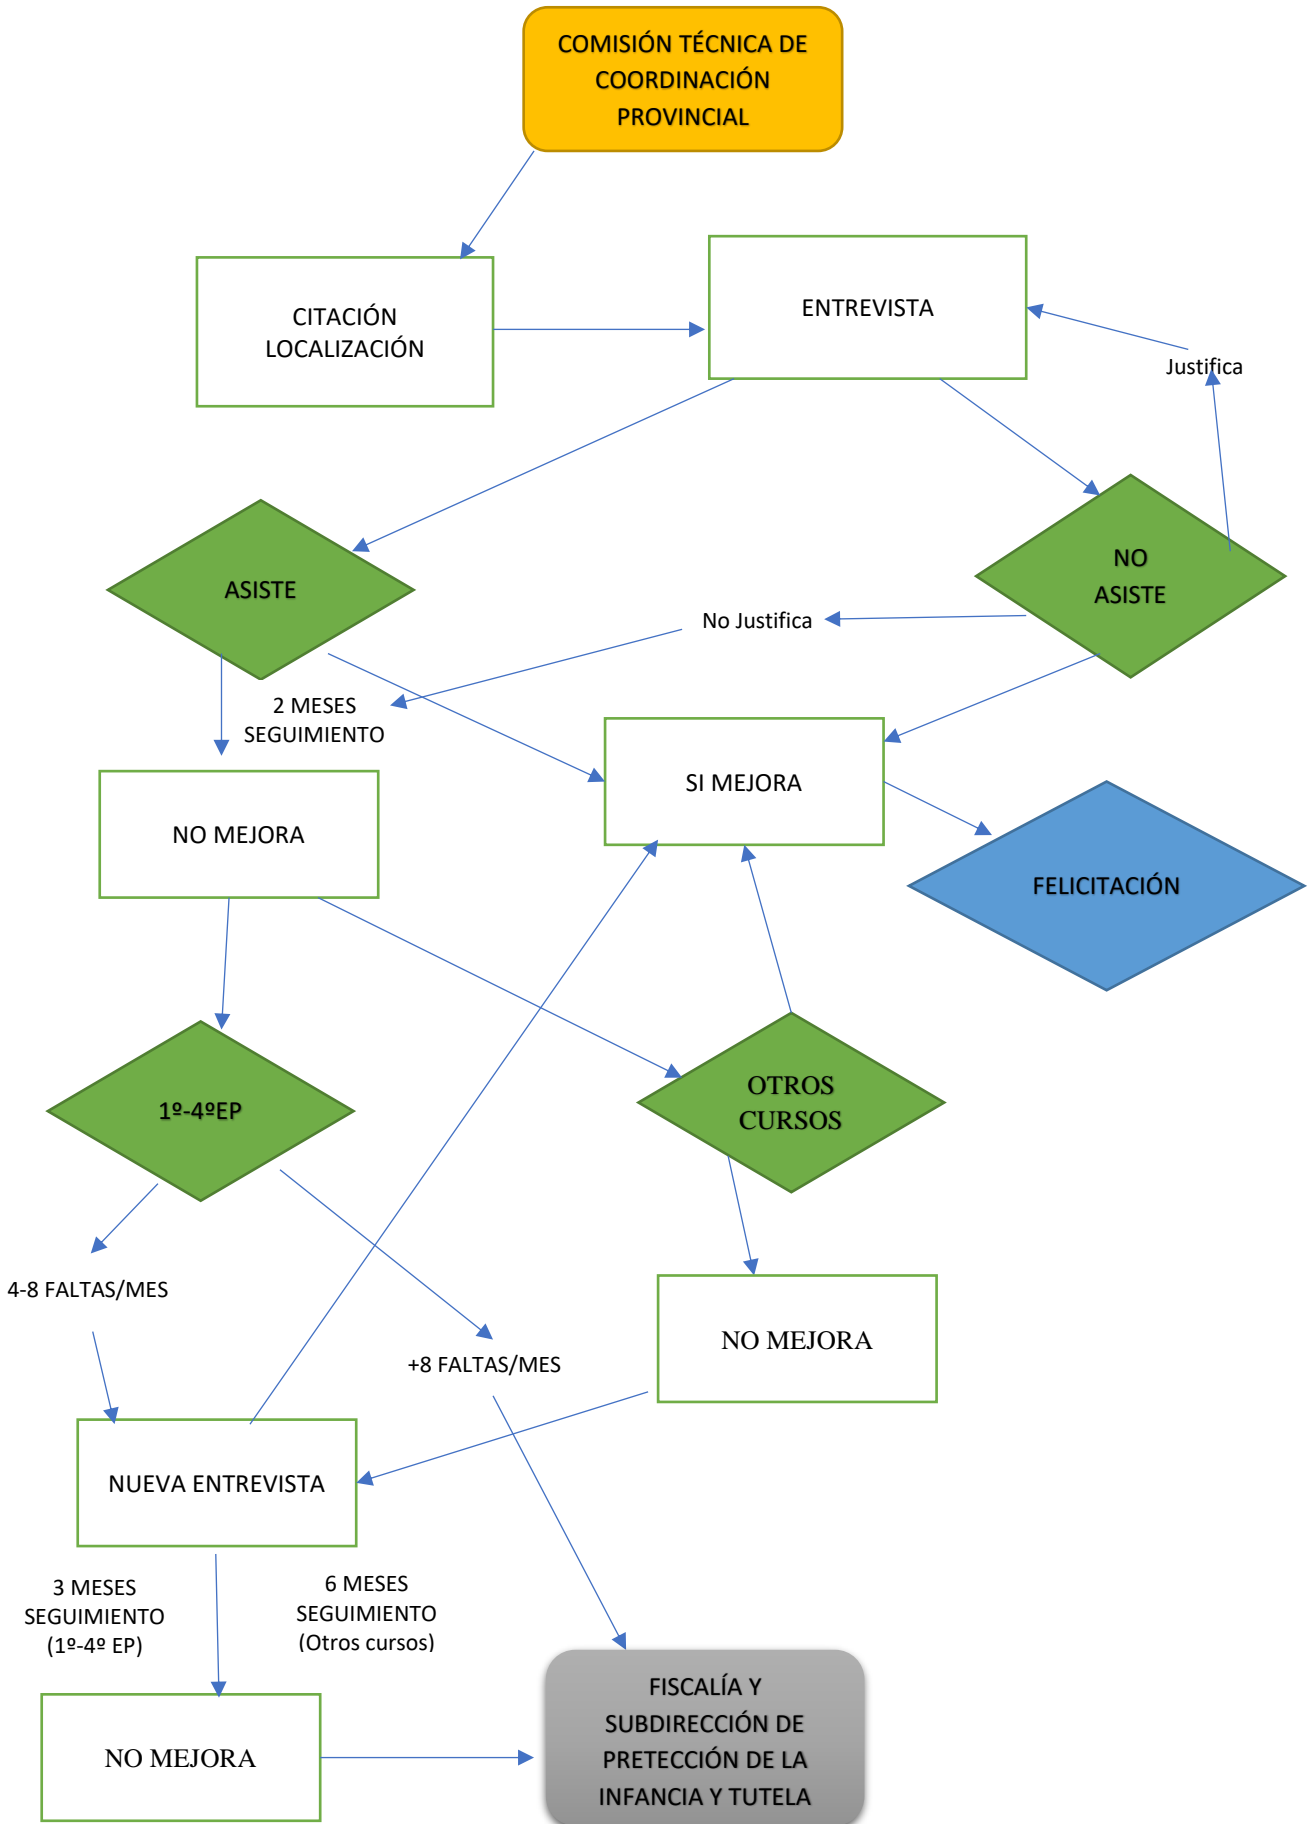 COMISIÓN TÉCNICA DE
COORDINACIÓN
PROVINCIAL
CITACIÓN
LOCALIZACIÓN
ENTREVISTA
Justifica
ASISTE
NO
ASISTE
No Justifica
2 MESES
SEGUIMIENTO
SI MEJORA
NO MEJORA
FELICITACIÓN
1º-4ºEP
OTROS
CURSOS
4-8 FALTAS/MES
+8 FALTAS/MES
NO MEJORA
NUEVA ENTREVISTA
3 MESES
SEGUIMIENTO
(1º-4º EP)
6 MESES
SEGUIMIENTO
(Otros cursos)
NO MEJORA
FISCALÍA Y
SUBDIRECCIÓN DE
PRETECCIÓN DE LA
INFANCIA Y TUTELA